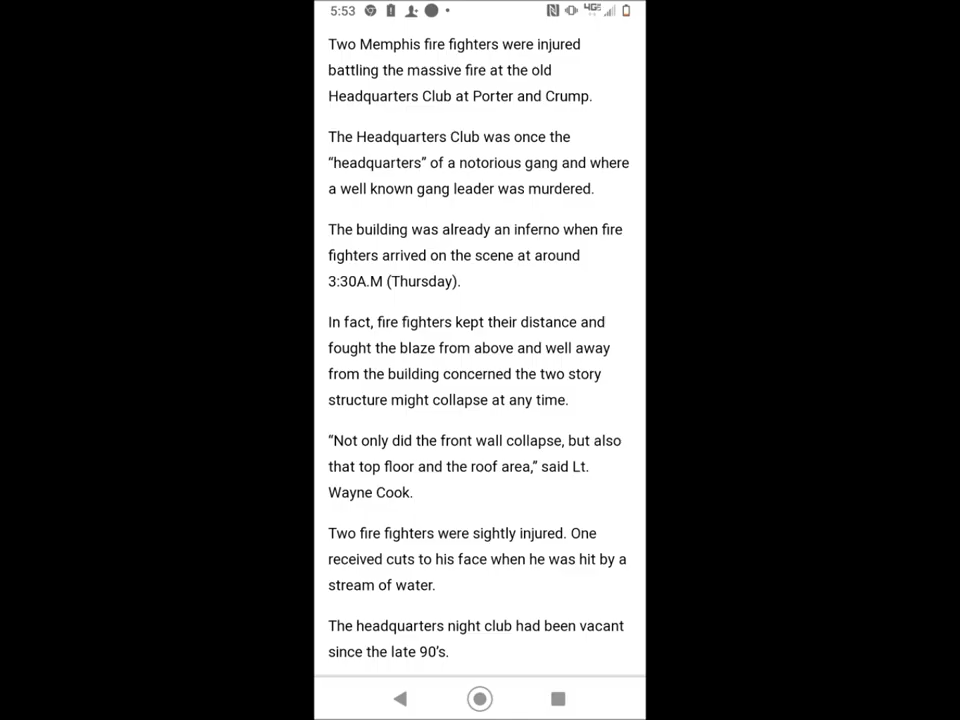 5:53
4GE
Two Memphis fire fighters were injured
battling the massive fire at the old
Headquarters Club at Porter and Crump.
The Headquarters Club was once the
“headquarters” of a notorious gang and where
a well known gang leader was murdered.
The building was already an inferno when fire
fighters arrived on the scene at around
3:30A.M (Thursday).
In fact, fire fighters kept their distance and
fought the blaze from above and well away
from the building concerned the two story
structure might collapse at any time.
“Not only did the front wall collapse, but also
that top floor and the roof area,” said Lt.
Wayne Cook.
Two fire fighters were sightly injured. One
received cuts to his face when he was hit by a
stream of water.
The headquarters night club had been vacant
since the late 90’s.